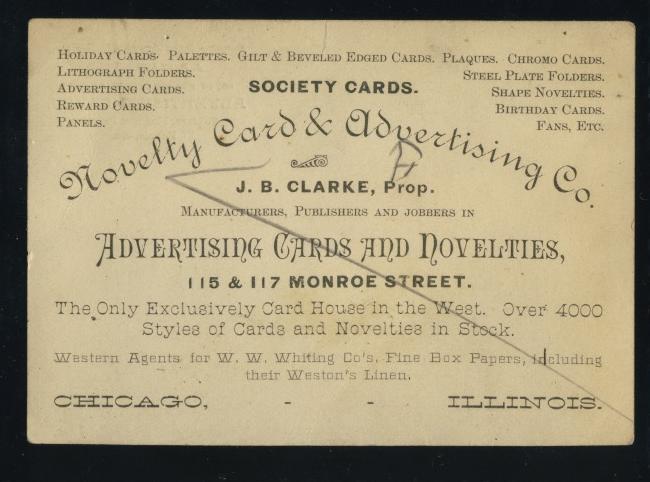 Holiday Cards. Palettes. Gilt & Beveled Edged Cards. Plaques. Chromo Cards.
Lithograph Folders. Steel Plate Folders.
Advertising Cards. SOCIETY CARDS. Shape Novelties.
Reward Cards. Birthday Cards.
Panels. Fans, Etc.
Novelty Card & Advertising Co.
J. B. CLARKE, Prop.
Manufacturers, Publishers and Jobbers in
Advertising Cards and Novelties,
115 & 117 MONROE STREET.
The Only Exclusively Card House in the West. Over 4000
Styles of Cards and Novelties in Stock.
Western Agents for W. W. Whiting Co's. Fine Box Papers, including
their Weston's Linen.
CHICAGO, - - ILLINOIS.